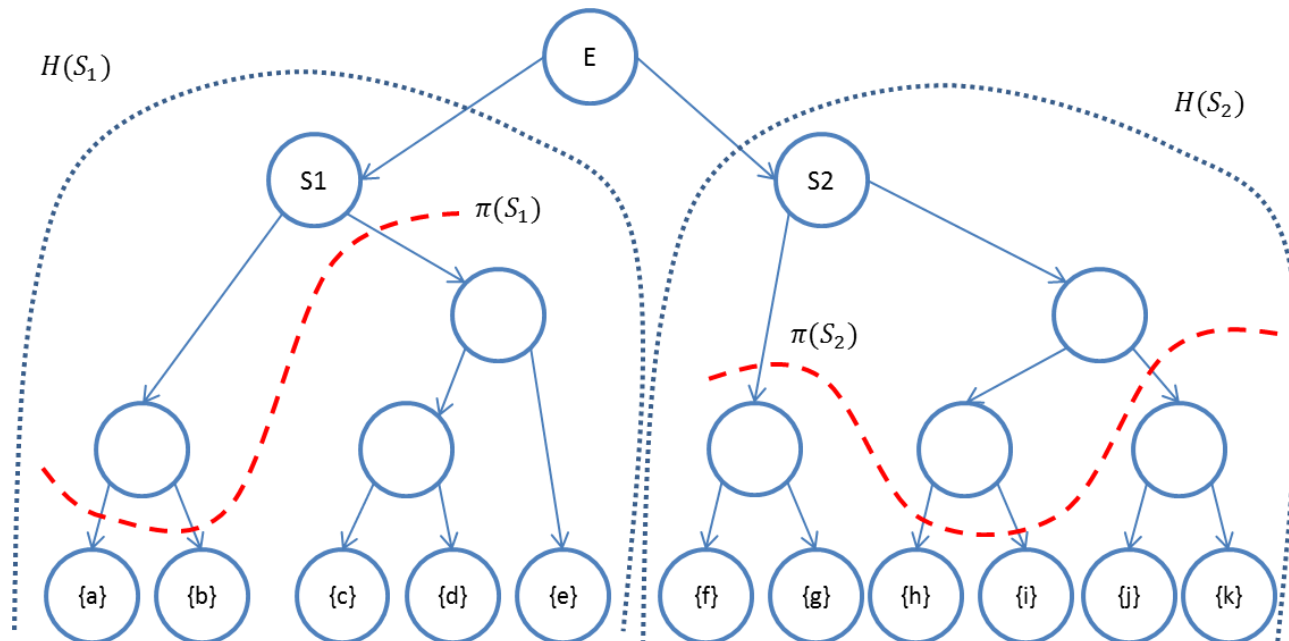 E
H(S₁)
H(S₂)
S1
S2
π(S₁)
π(S₂)
{a}
{b}
{c}
{d}
{e}
{f}
{g}
{h}
{i}
{j}
{k}